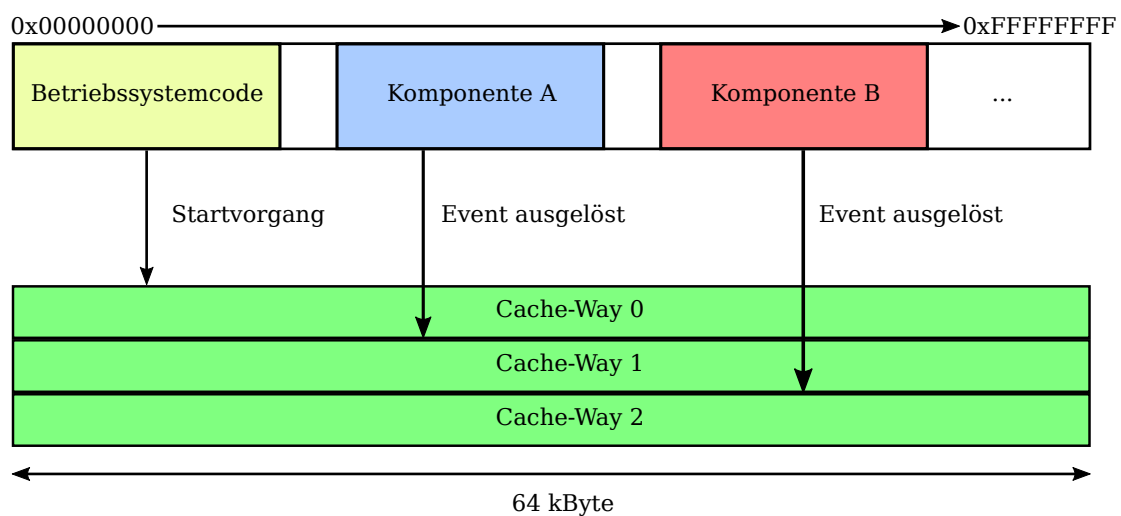 0x00000000 0xFFFFFFFF
Betriebssystemcode Komponente A Komponente B ...
Startvorgang Event ausgelöst Event ausgelöst
Cache-Way 0
Cache-Way 1
Cache-Way 2
64 kByte